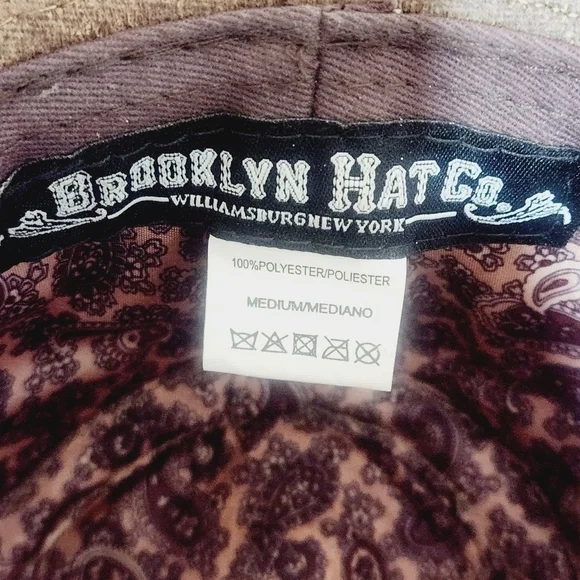 BROOKLYN HAT CO.
WILLIAMSBURG NEW YORK
100%POLYESTER/POLIESTER
MEDIUM/MEDIANO